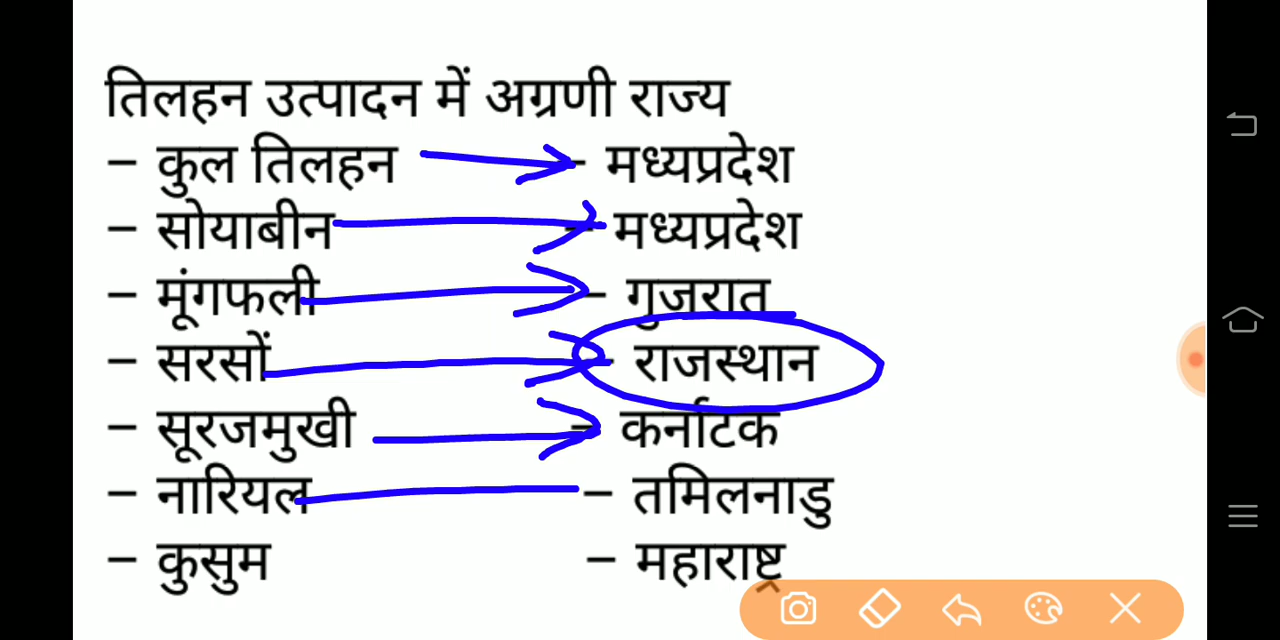 तिलहन उत्पादन में अग्रणी राज्य
– कुल तिलहन – मध्यप्रदेश
– सोयाबीन – मध्यप्रदेश
– मूंगफली – गुजरात
– सरसों – राजस्थान
– सूरजमुखी – कर्नाटक
– नारियल – तमिलनाडु
– कुसुम – महाराष्ट्र